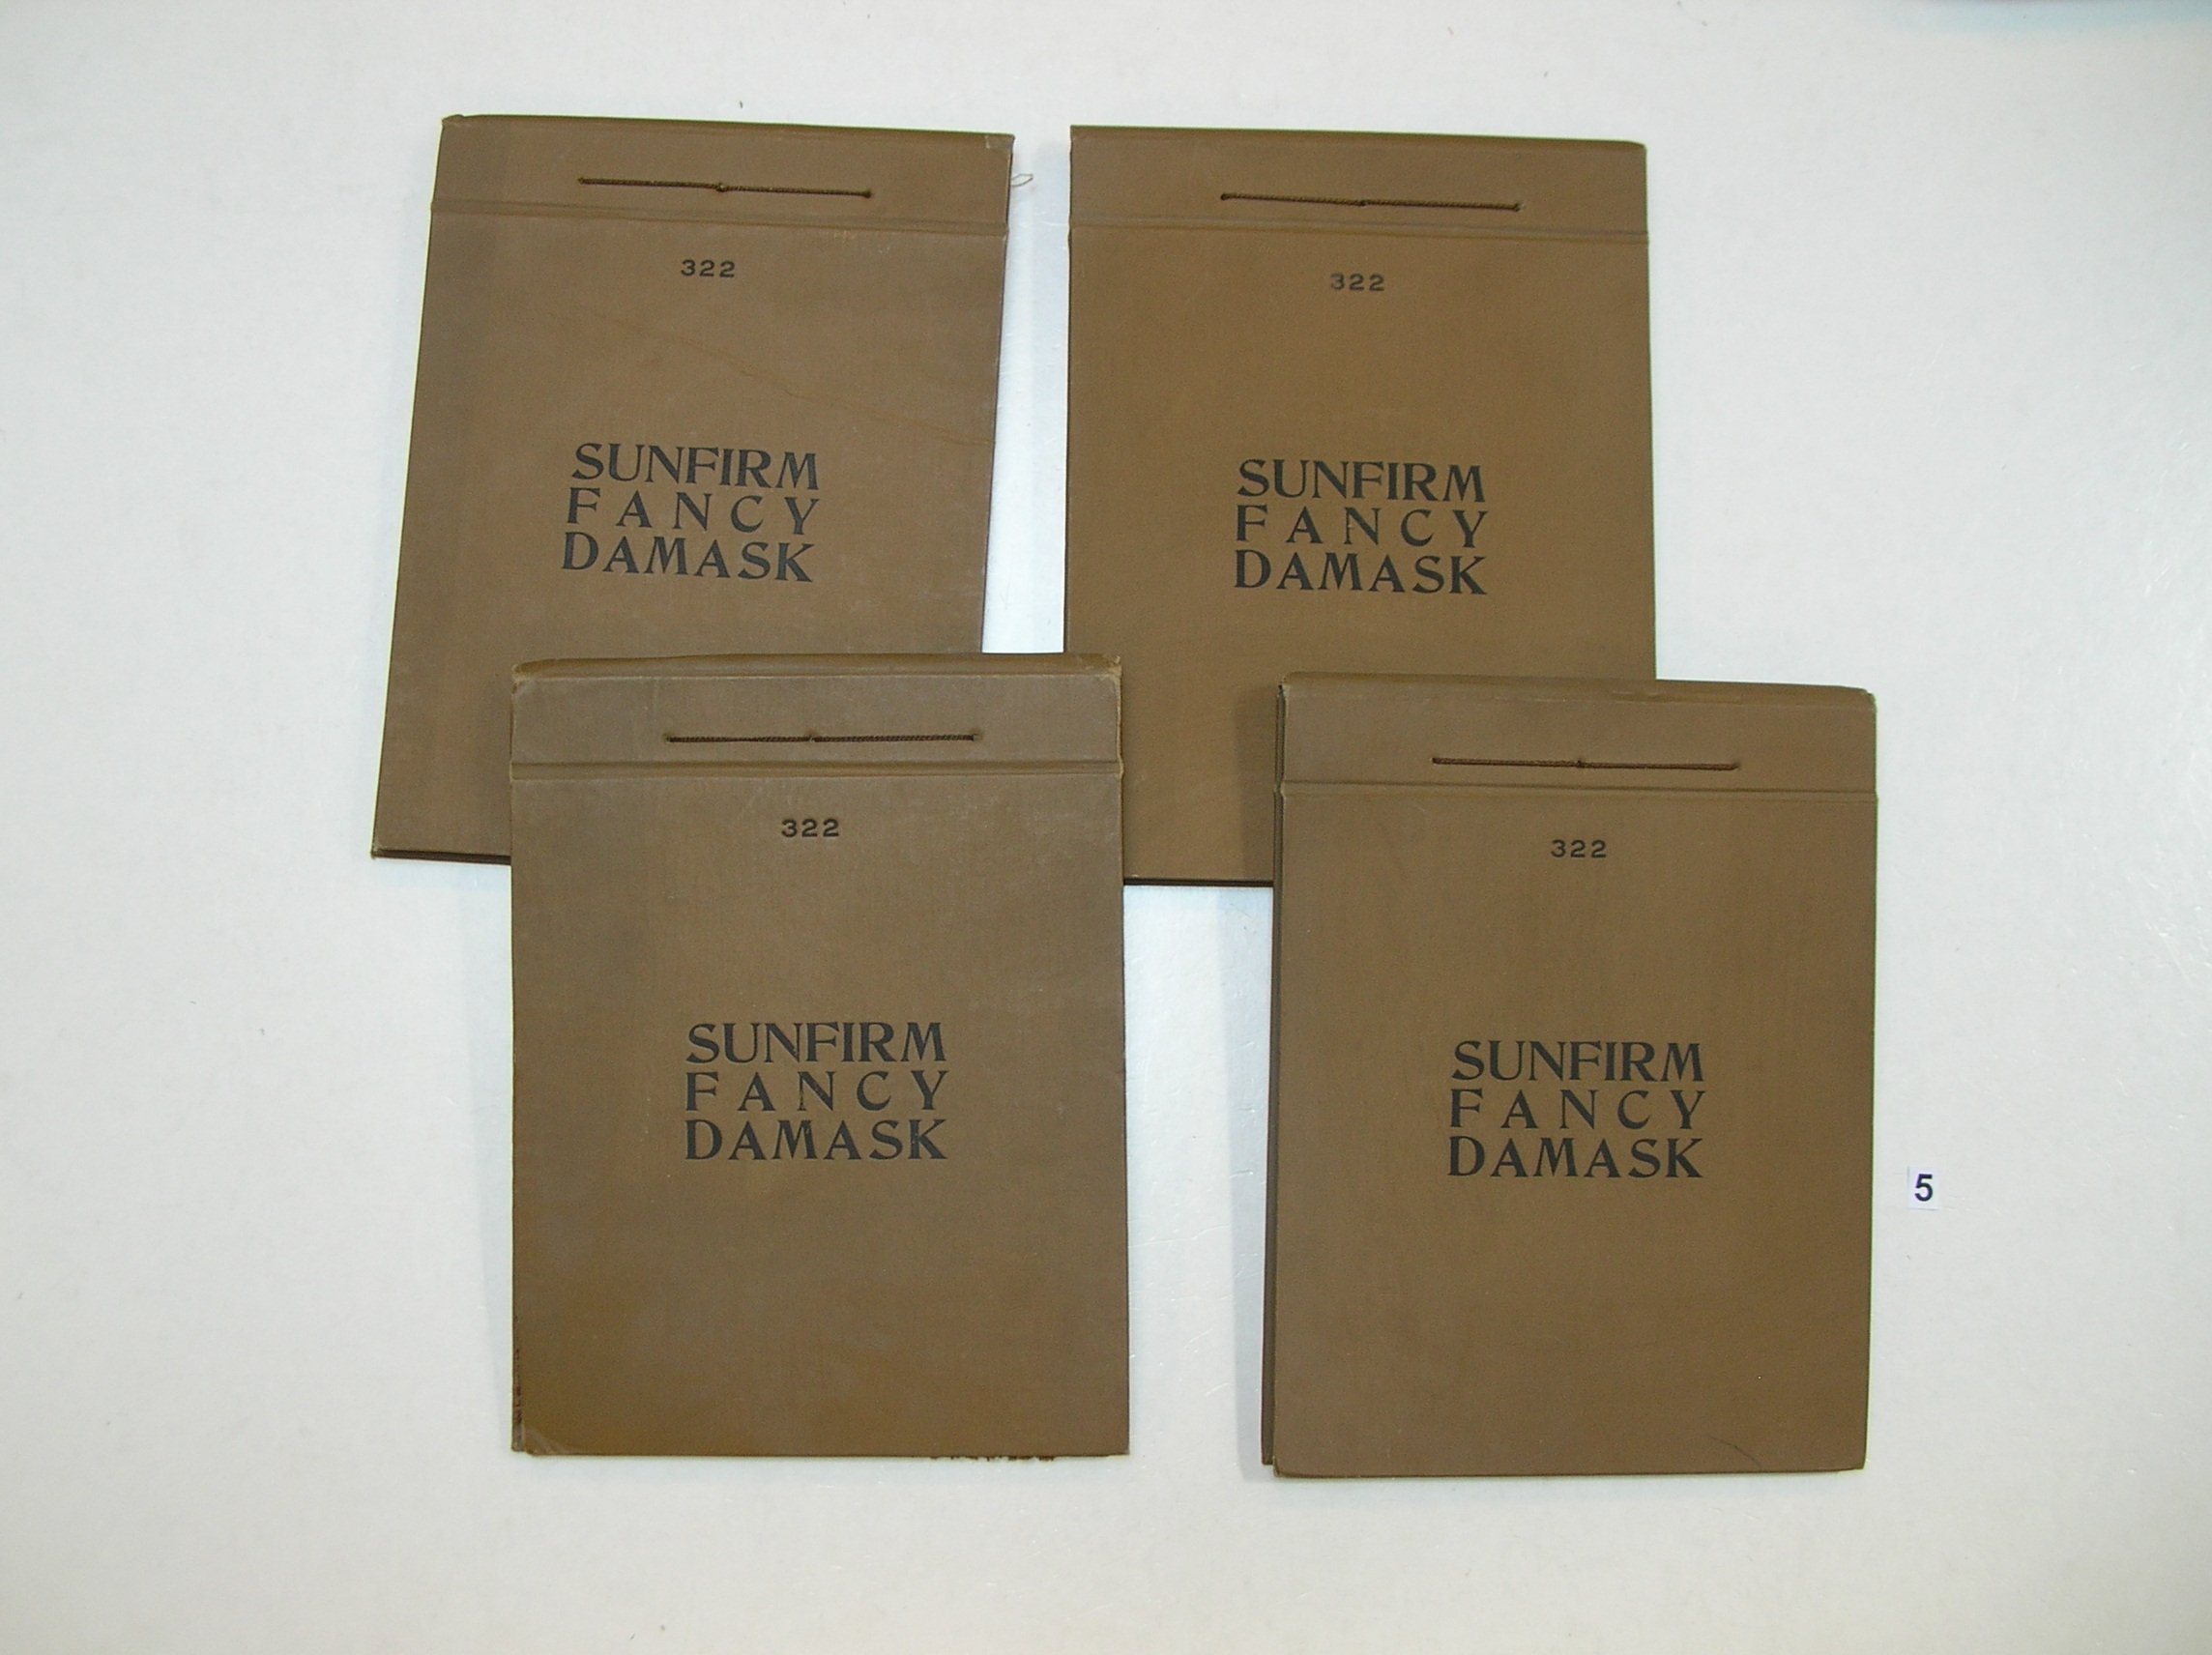 322
SUNFIRM
FANCY
DAMASK
322
SUNFIRM
FANCY
DAMASK
322
SUNFIRM
FANCY
DAMASK
322
SUNFIRM
FANCY
DAMASK
5